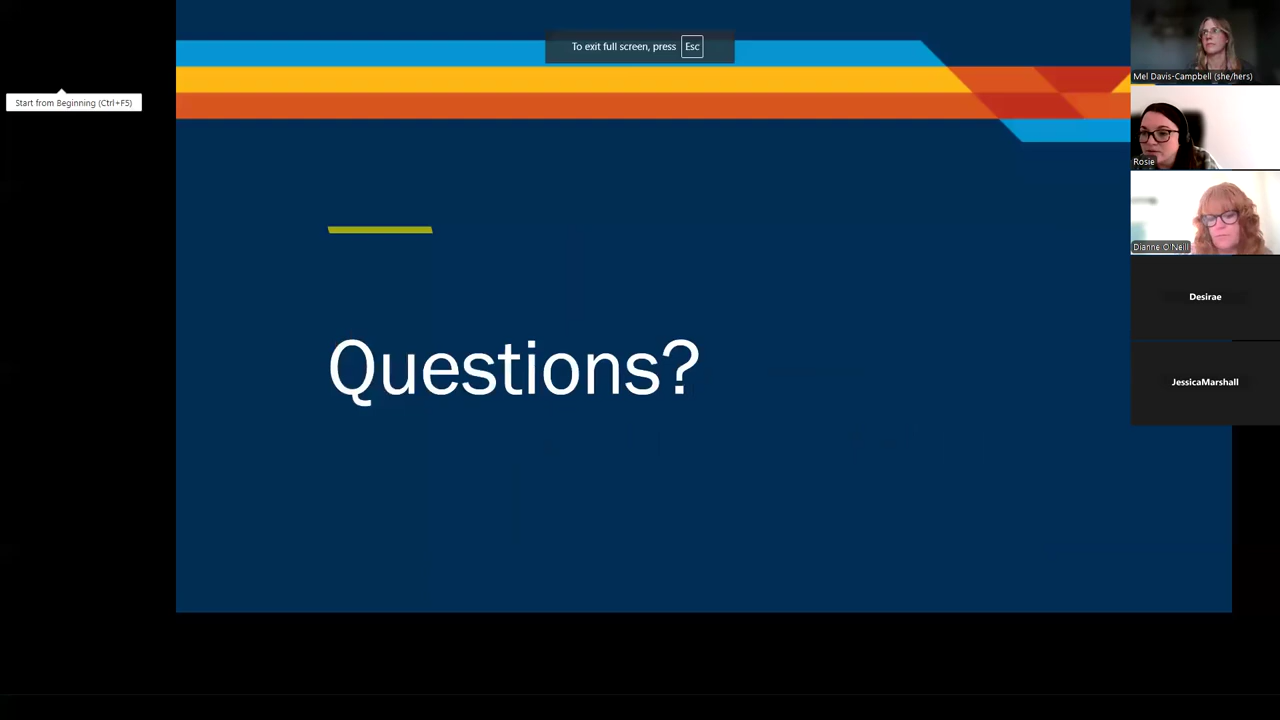 To exit full screen, press Esc
Start from Beginning (Ctrl+F5)
Questions?
Mel Davis-Campbell (she/hers)
Rosie
Dianne O'Neill
Desirae
JessicaMarshall